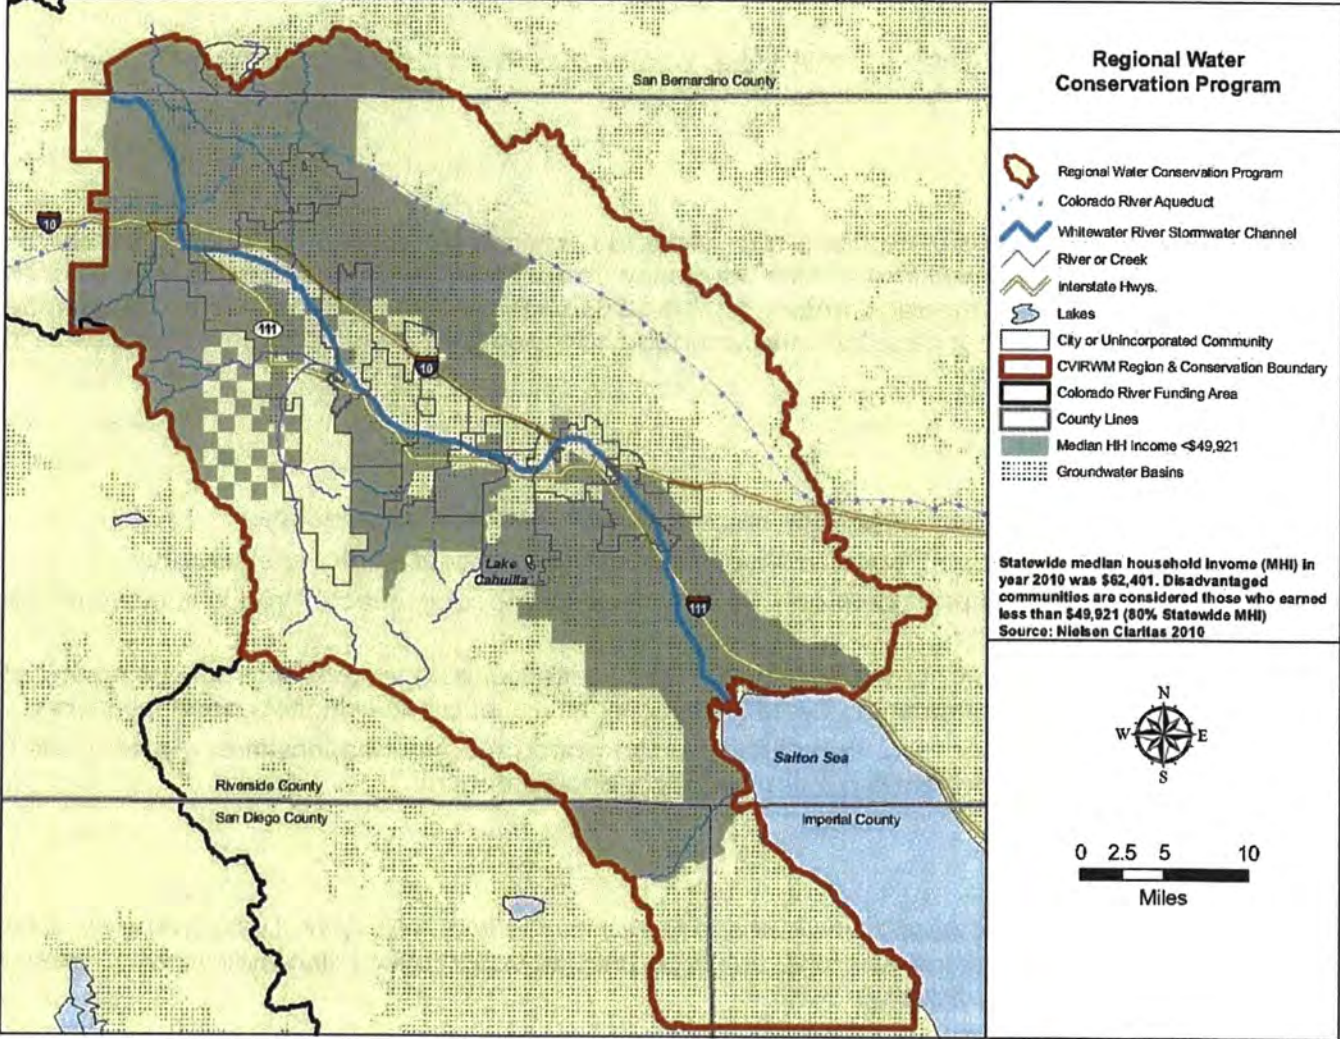 Regional Water
Conservation Program
Regional Water Conservation Program
Colorado River Aqueduct
Whitewater River Stormwater Channel
River or Creek
Interstate Hwys.
Lakes
City or Unincorporated Community
CVIRWM Region & Conservation Boundary
Colorado River Funding Area
County Lines
Median HH Income <$49,921
Groundwater Basins
Statewide median household invome (MHI) in
year 2010 was $62,401. Disadvantaged
communities are considered those who earned
less than $49,921 (80% Statewide MHI)
Source: Nielsen Claritas 2010
N
W E
S
0 2.5 5 10
Miles
San Bernardino County
10
111
10
Lake
Cahuilla
111
Salton Sea
Riverside County
San Diego County
Imperial County